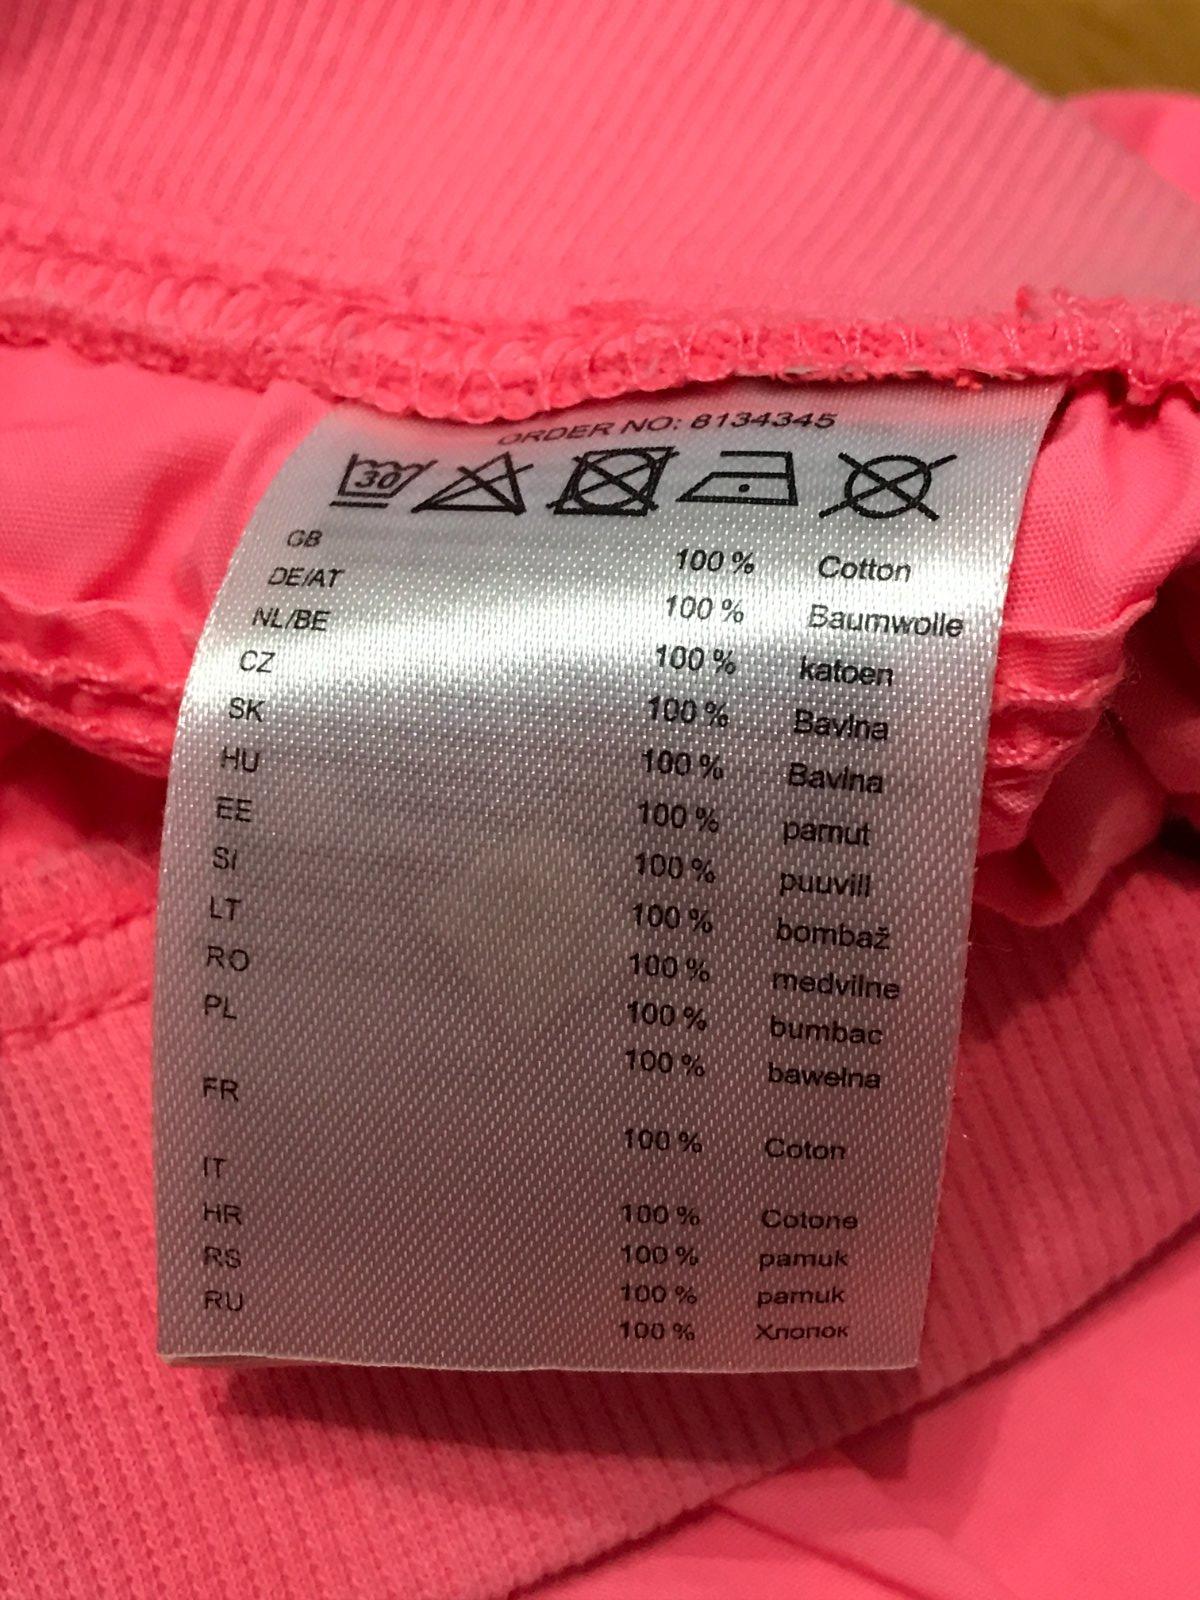 ORDER NO: 8134345
30
GB 100 % Cotton
DE/AT 100 % Baumwolle
NL/BE 100 % katoen
CZ 100 % Bavlna
SK 100 % Bavlna
HU 100 % pamut
EE 100 % puuvill
SI 100 % bombaž
LT 100 % medvilne
RO 100 % bumbac
PL 100 % bawełna
FR 100 % Coton
IT 100 % Cotone
HR 100 % pamuk
RS 100 % pamuk
RU 100 % Хлопок